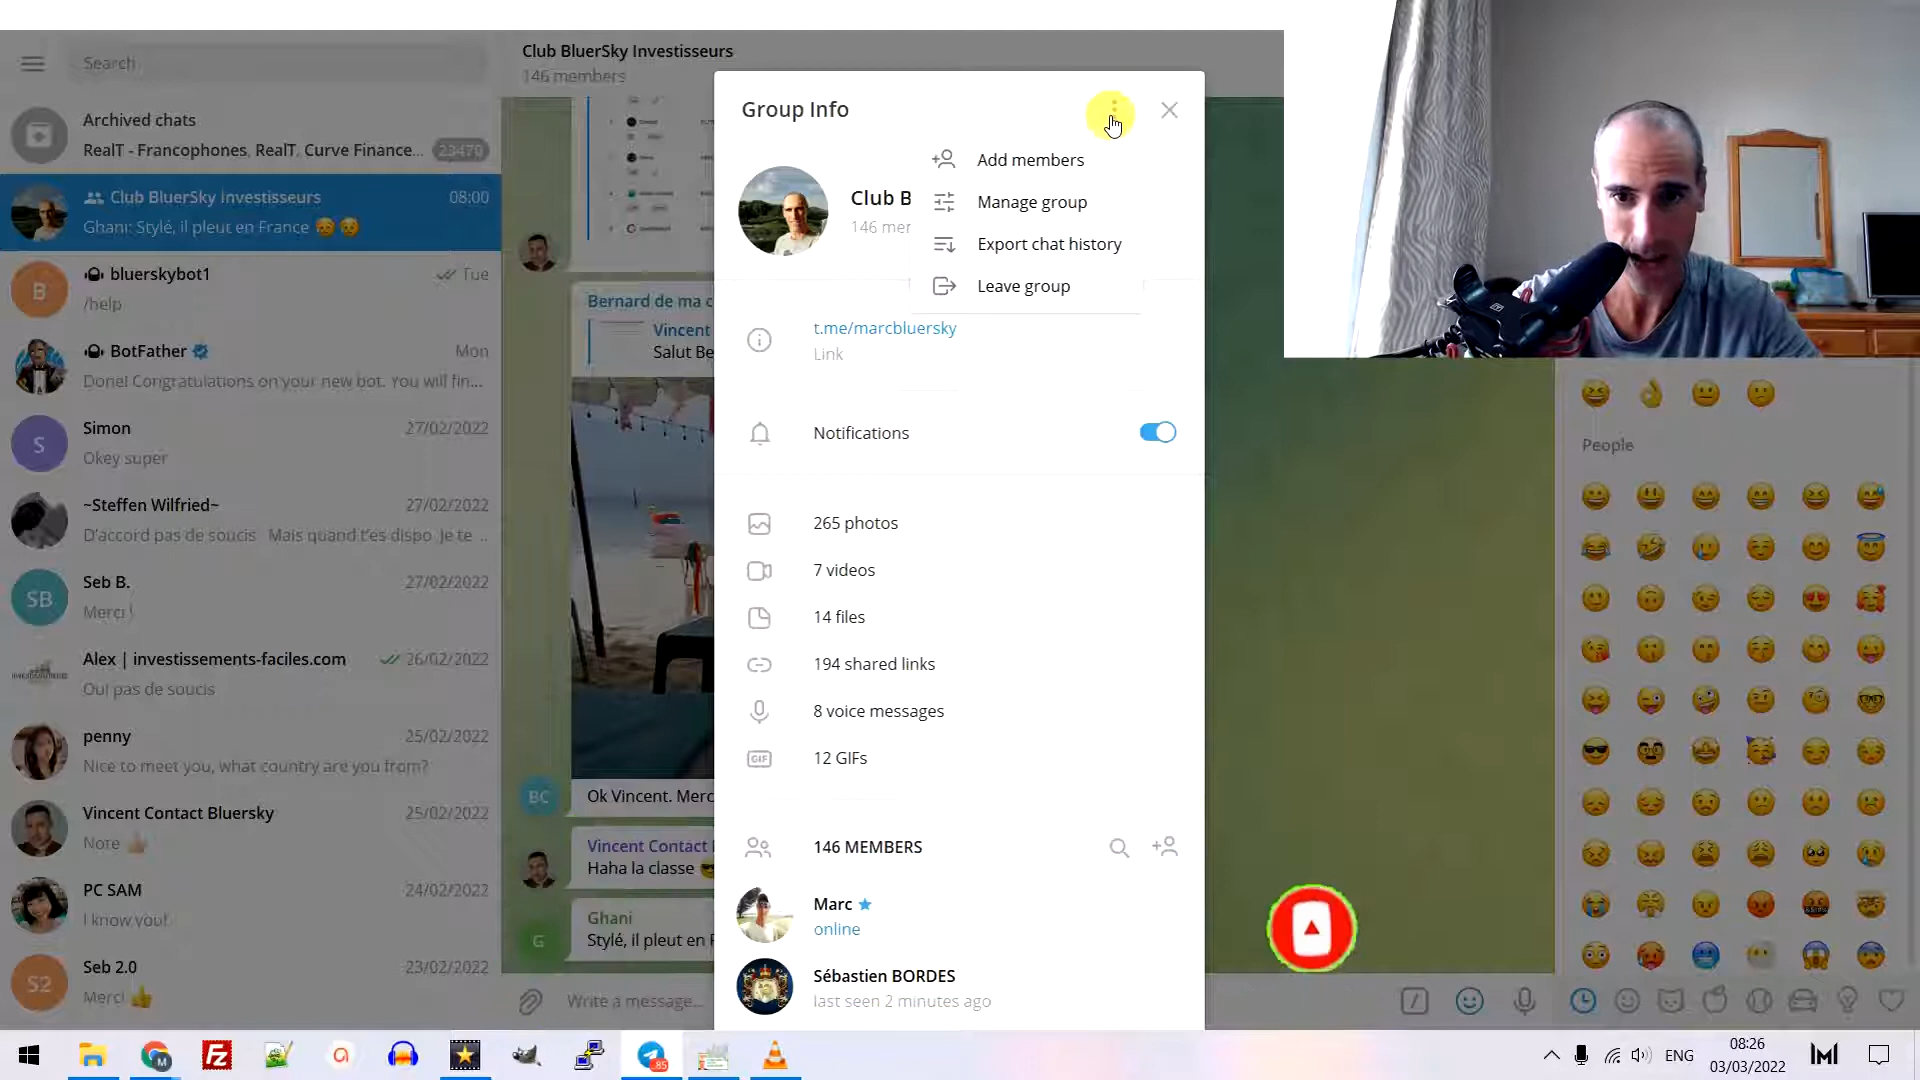 Search
Archived chats
RealT - Francophones, RealT, Curve Finance... 23470
Club BluerSky Investisseurs 08:00
Ghani: Stylé, il pleut en France
B
bluerskybot1 Tue
/help
BotFather Mon
Done! Congratulations on your new bot. You will fin...
S
Simon 27/02/2022
Okey super
~Steffen Wilfried~ 27/02/2022
D'accord pas de soucis Mais quand t'es dispo Je te ...
SB
Seb B. 27/02/2022
Merci !
Alex | investissements-faciles.com 26/02/2022
Oui pas de soucis
penny 25/02/2022
Nice to meet you, what country are you from?
Vincent Contact Bluersky 25/02/2022
Note
PC SAM 24/02/2022
I know you!
S2
Seb 2.0 23/02/2022
Merci
Club BluerSky Investisseurs
146 members
Bernard de ma c
Vincent
Salut Be
BC
Ok Vincent. Merc
Vincent Contact
Haha la classe
G
Ghani
Stylé, il pleut en F
Write a message...
Group Info
Club B
146 mer
Add members
Manage group
Export chat history
Leave group
t.me/marcbluersky
Link
Notifications
265 photos
7 videos
14 files
194 shared links
8 voice messages
GIF
12 GIFs
146 MEMBERS
Marc
online
Sébastien BORDES
last seen 2 minutes ago
People
85
ENG
08:26
03/03/2022